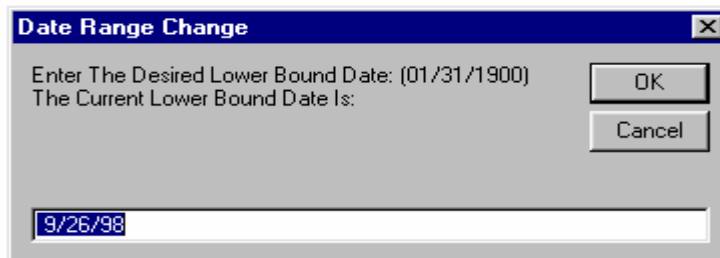 Date Range Change
Enter The Desired Lower Bound Date: (01/31/1900)
The Current Lower Bound Date Is:
OK
Cancel
9/26/98